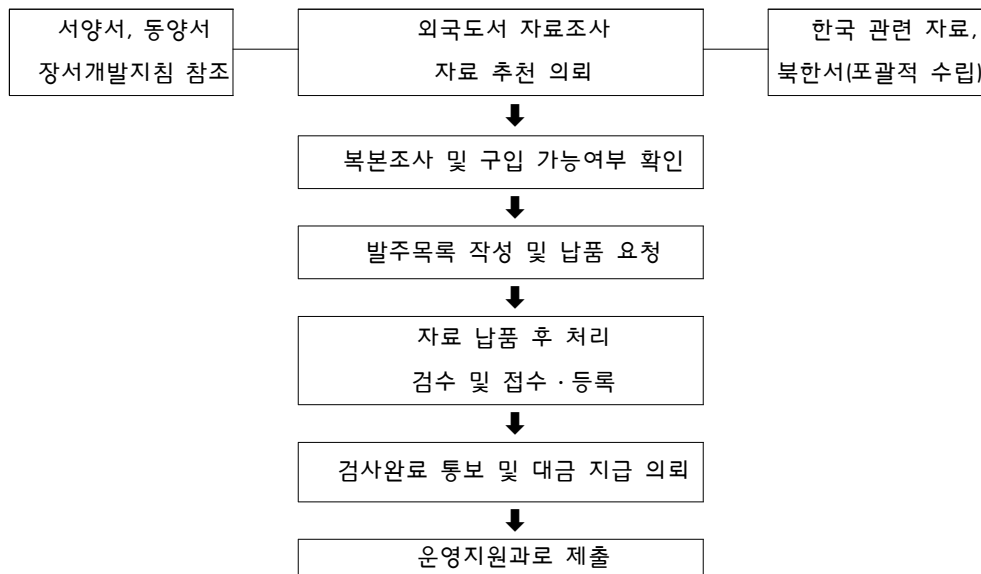 서양서, 동양서
장서개발지침 참조
외국도서 자료조사
자료 추천 의뢰
한국 관련 자료,
북한서(포괄적 수립)
복본조사 및 구입 가능여부 확인
발주목록 작성 및 납품 요청
자료 납품 후 처리
검수 및 접수 · 등록
검사완료 통보 및 대금 지급 의뢰
운영지원과로 제출